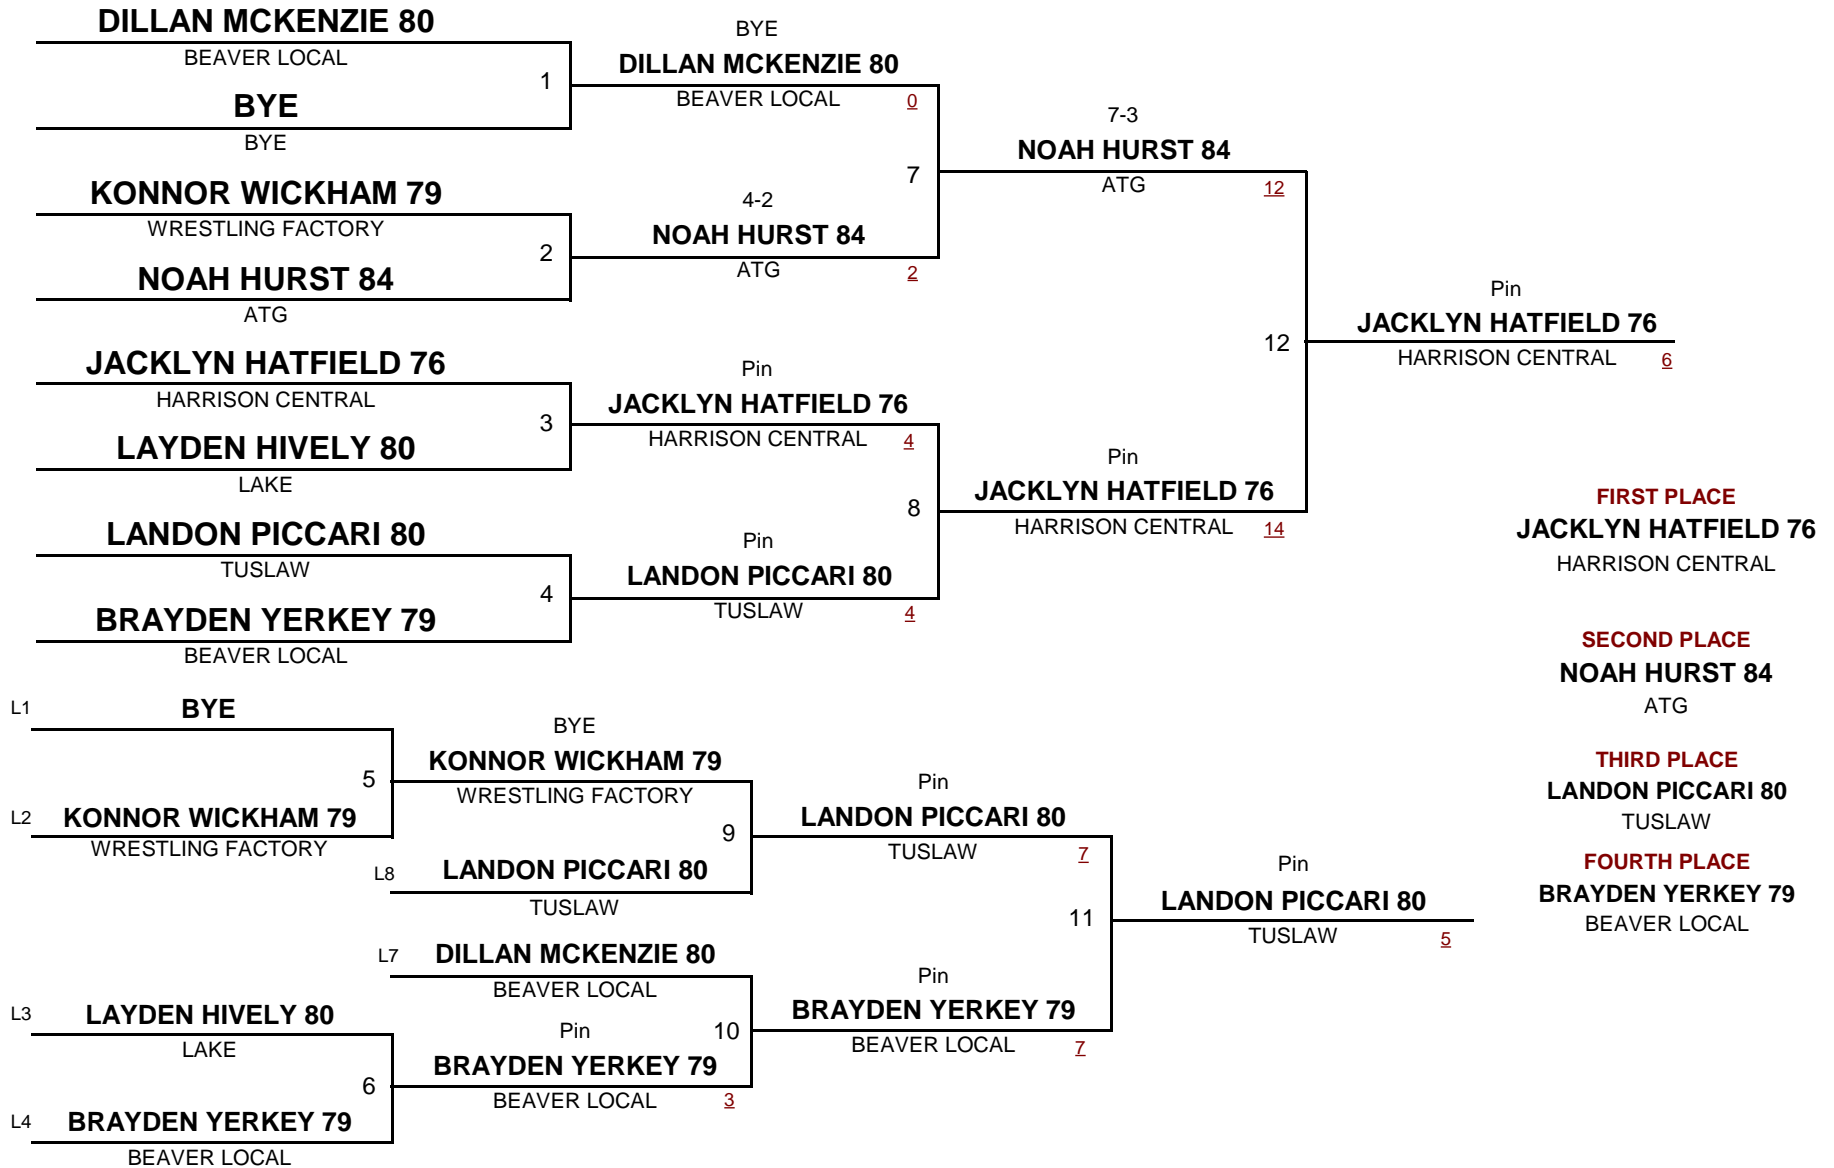 DILLAN MCKENZIE 80
BEAVER LOCAL
1
BYE
BYE
KONNOR WICKHAM 79
WRESTLING FACTORY
2
NOAH HURST 84
ATG
JACKLYN HATFIELD 76
HARRISON CENTRAL
3
LAYDEN HIVELY 80
LAKE
LANDON PICCARI 80
TUSLAW
4
BRAYDEN YERKEY 79
BEAVER LOCAL
BYE
DILLAN MCKENZIE 80
BEAVER LOCAL 0
7
4-2
NOAH HURST 84
ATG 2
Pin
JACKLYN HATFIELD 76
HARRISON CENTRAL 4
8
Pin
LANDON PICCARI 80
TUSLAW 4
7-3
NOAH HURST 84
ATG 12
12
Pin
JACKLYN HATFIELD 76
HARRISON CENTRAL 14
Pin
JACKLYN HATFIELD 76
HARRISON CENTRAL 6
L1 BYE
5
L2 KONNOR WICKHAM 79
WRESTLING FACTORY
L3 LAYDEN HIVELY 80
LAKE
6
L4 BRAYDEN YERKEY 79
BEAVER LOCAL
BYE
KONNOR WICKHAM 79
WRESTLING FACTORY
9
L8 LANDON PICCARI 80
TUSLAW
L7 DILLAN MCKENZIE 80
BEAVER LOCAL
10
Pin
BRAYDEN YERKEY 79
BEAVER LOCAL 3
Pin
LANDON PICCARI 80
TUSLAW 7
11
Pin
BRAYDEN YERKEY 79
BEAVER LOCAL 7
Pin
LANDON PICCARI 80
TUSLAW 5
FIRST PLACE
JACKLYN HATFIELD 76
HARRISON CENTRAL
SECOND PLACE
NOAH HURST 84
ATG
THIRD PLACE
LANDON PICCARI 80
TUSLAW
FOURTH PLACE
BRAYDEN YERKEY 79
BEAVER LOCAL